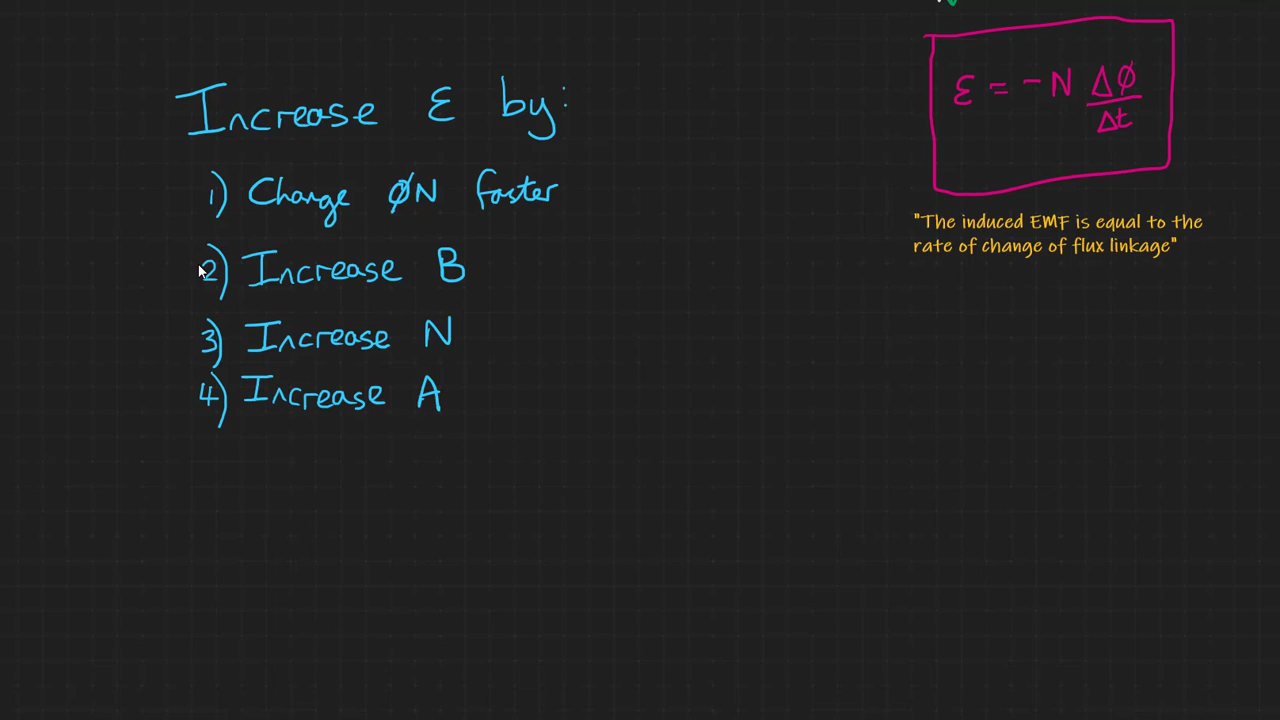 Increase ε by:
1) Change ØN faster
2) Increase B
3) Increase N
4) Increase A
ε = -N Δø/Δt
"The induced EMF is equal to the
rate of change of flux linkage"